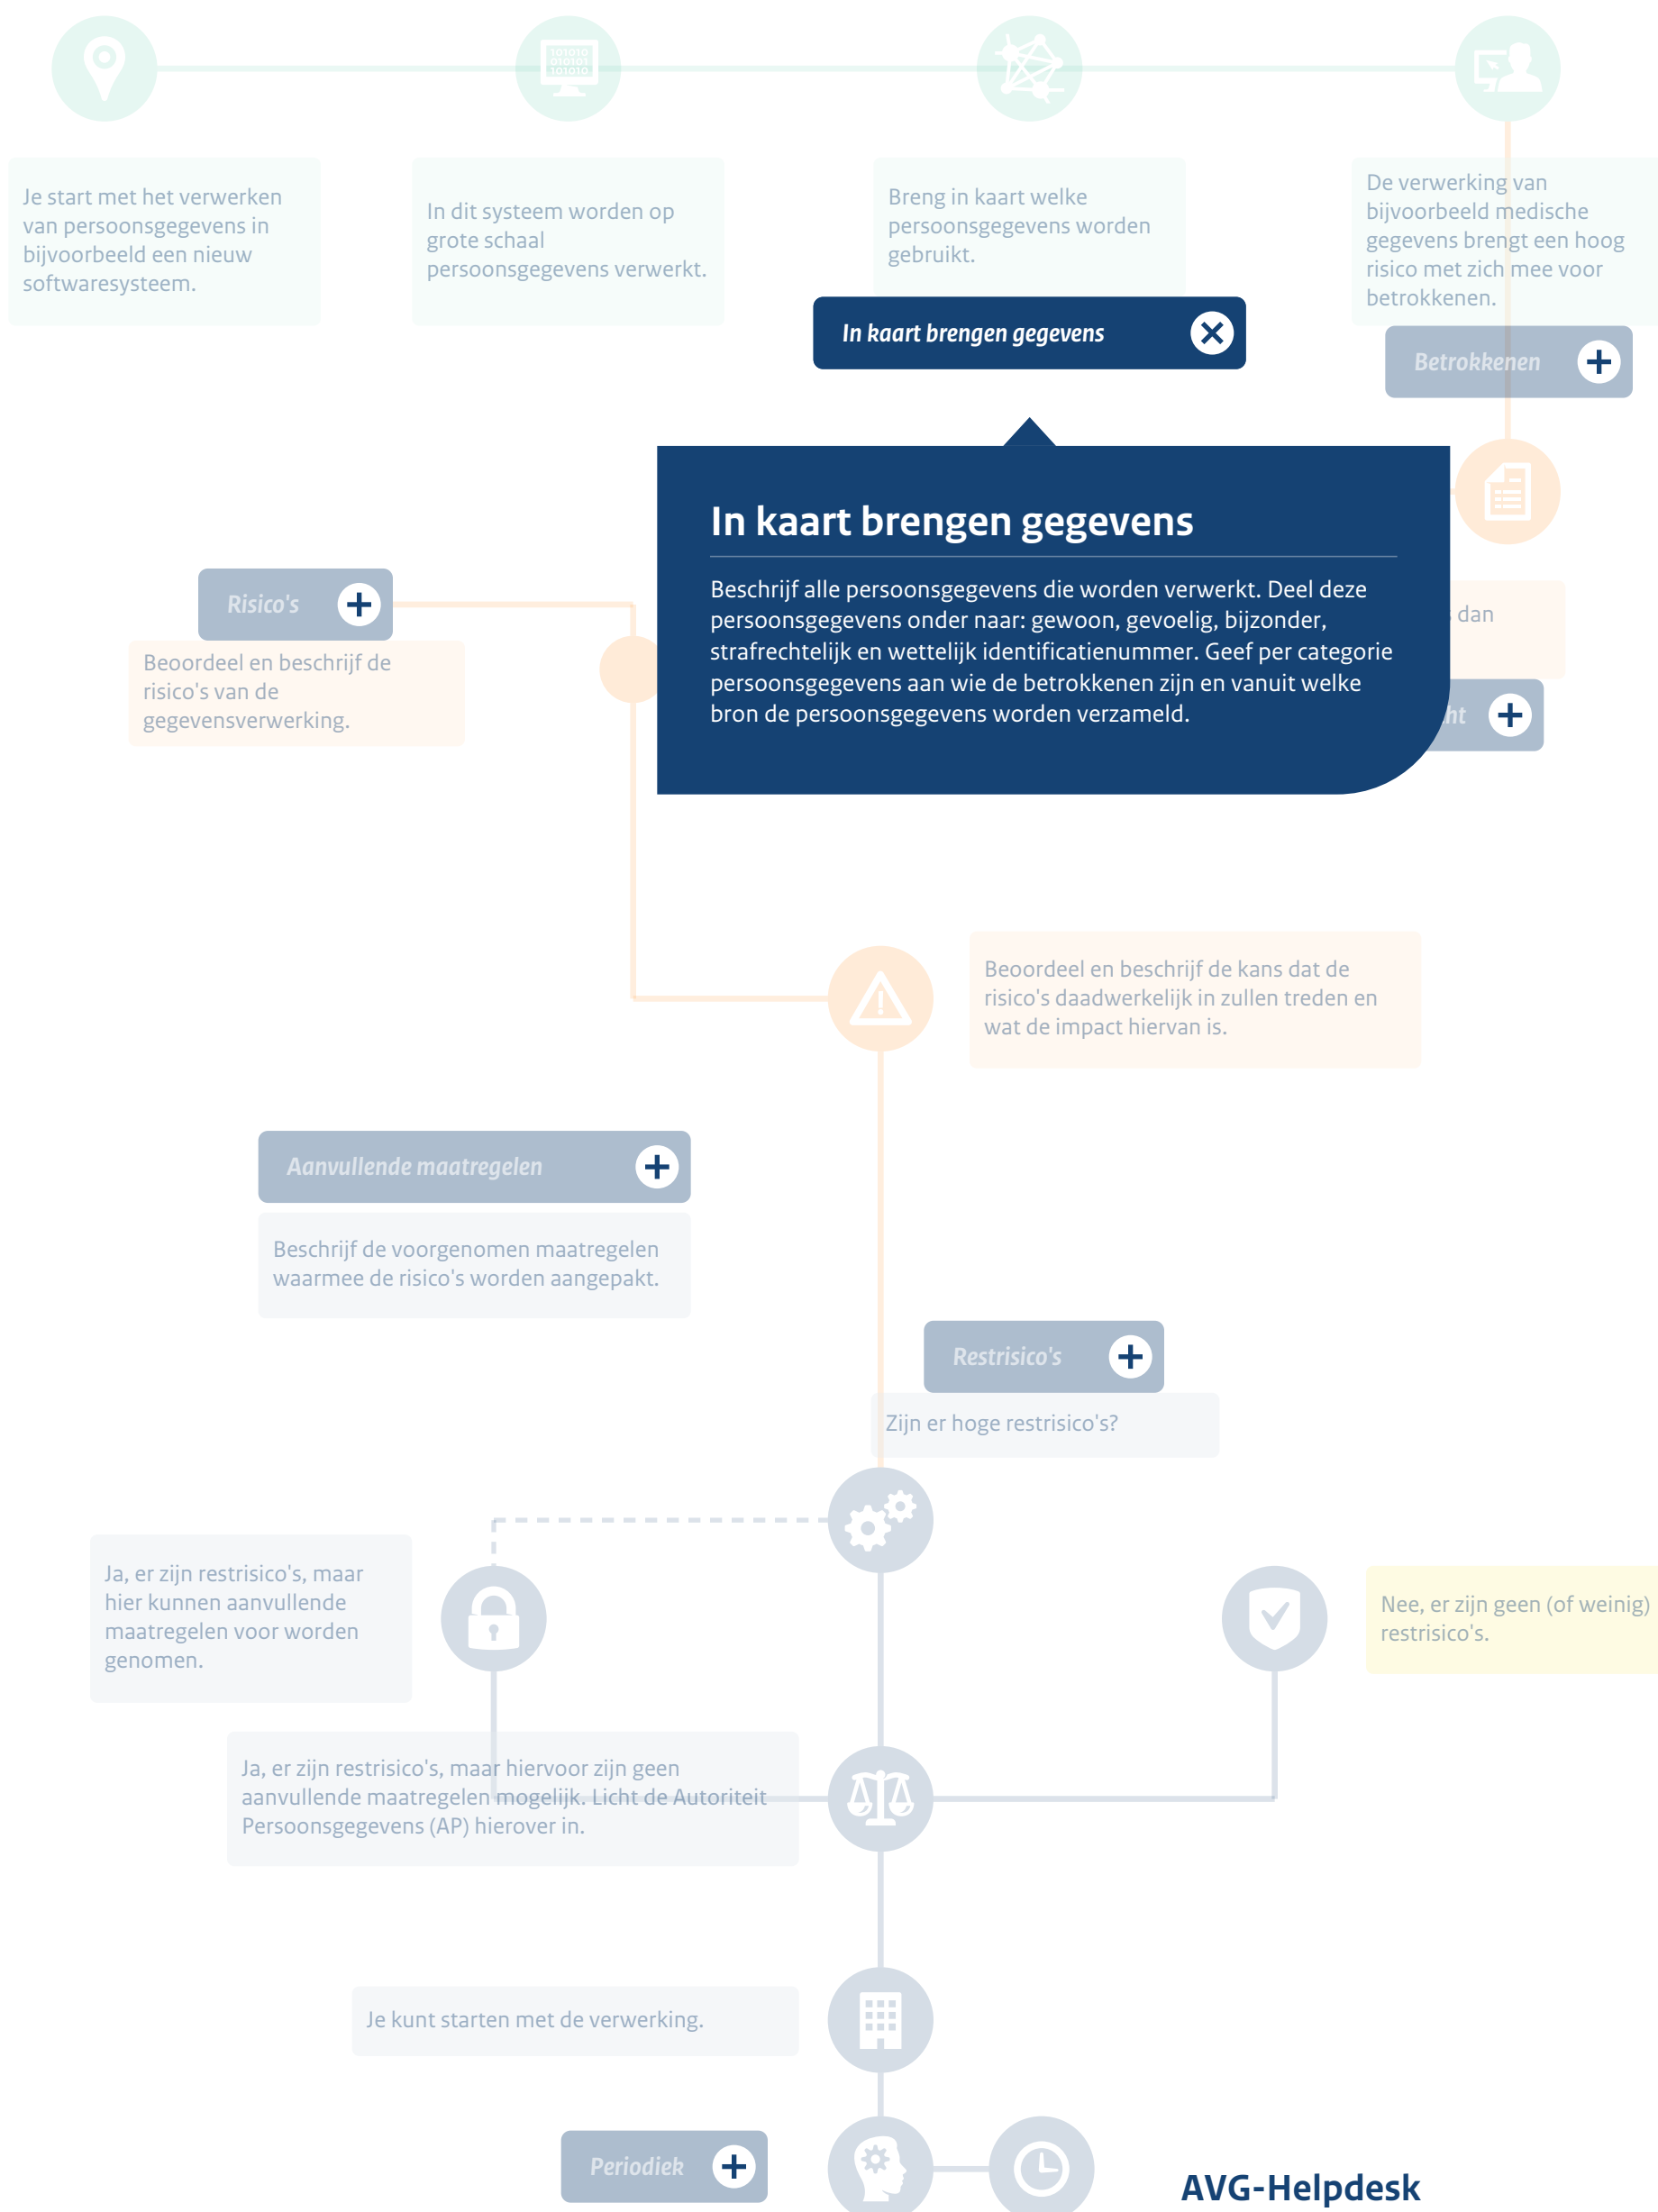 101010
010101
101010
Je start met het verwerken
van persoonsgegevens in
bijvoorbeeld een nieuw
softwaresysteem.
In dit systeem worden op
grote schaal
persoonsgegevens verwerkt.
Breng in kaart welke
persoonsgegevens worden
gebruikt.
De verwerking van
bijvoorbeeld medische
gegevens brengt een hoog
risico met zich mee voor
betrokkenen.
In kaart brengen gegevens
Betrokkenen
In kaart brengen gegevens
Beschrijf alle persoonsgegevens die worden verwerkt. Deel deze
persoonsgegevens onder naar: gewoon, gevoelig, bijzonder,
strafrechtelijk en wettelijk identificatienummer. Geef per categorie
persoonsgegevens aan wie de betrokkenen zijn en vanuit welke
bron de persoonsgegevens worden verzameld.
dan
Risico's
Beoordeel en beschrijf de
risico's van de
gegevensverwerking.
Beoordeel en beschrijf de kans dat de
risico's daadwerkelijk in zullen treden en
wat de impact hiervan is.
Aanvullende maatregelen
Beschrijf de voorgenomen maatregelen
waarmee de risico's worden aangepakt.
Restrisico's
Zijn er hoge restrisico's?
Ja, er zijn restrisico's, maar
hier kunnen aanvullende
maatregelen voor worden
genomen.
Nee, er zijn geen (of weinig)
restrisico's.
Ja, er zijn restrisico's, maar hiervoor zijn geen
aanvullende maatregelen mogelijk. Licht de Autoriteit
Persoonsgegevens (AP) hierover in.
Je kunt starten met de verwerking.
Periodiek
AVG-Helpdesk